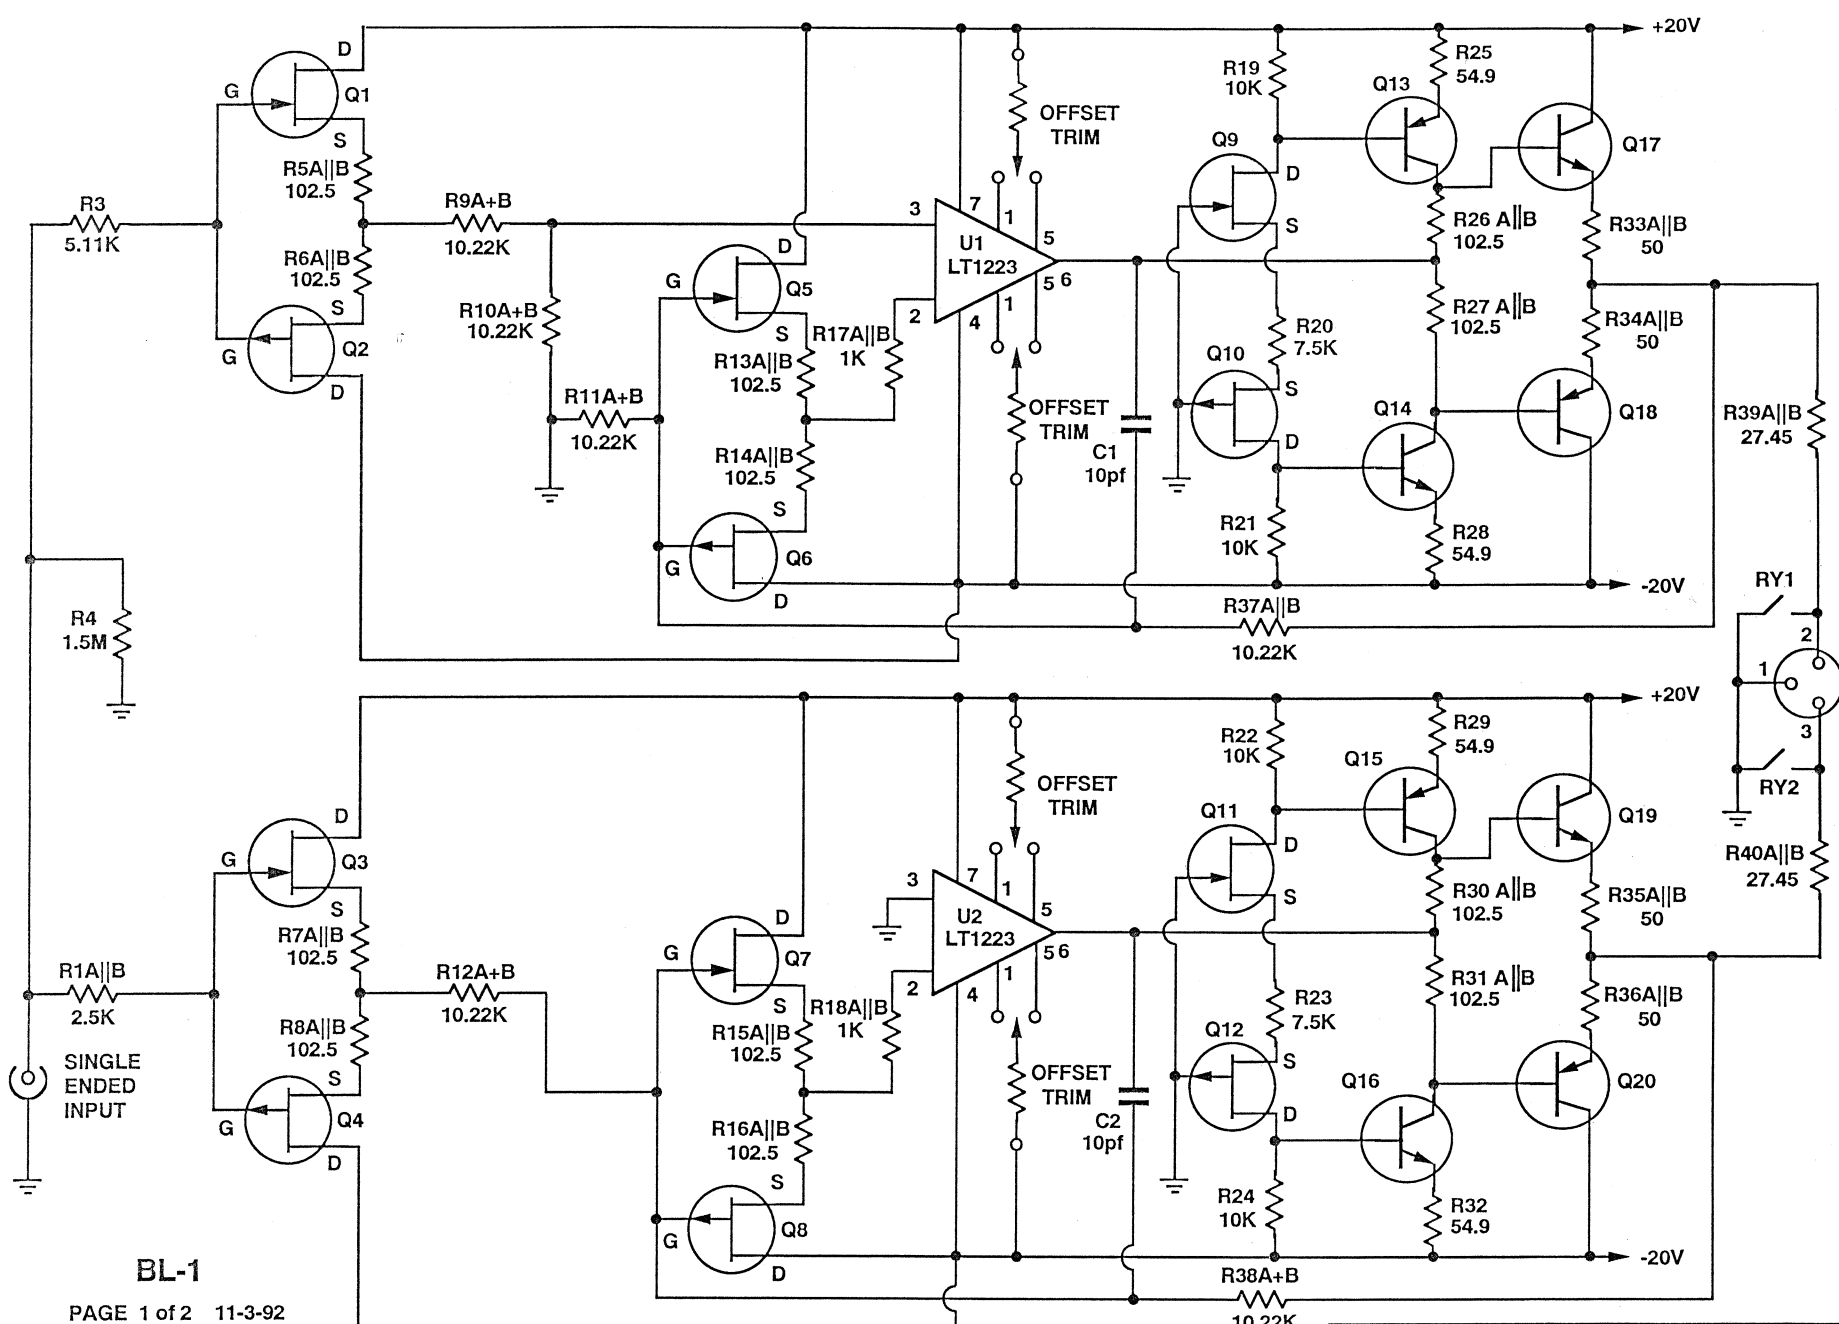 +20V
D
G
Q1
S
R5A||B
102.5
R3
5.11K
R6A||B
102.5
S
G
Q2
D
R9A+B
10.22K
R10A+B
10.22K
R11A+B
10.22K
D
G
Q5
S
R13A||B
102.5
R14A||B
102.5
S
G
Q6
D
R17A||B
1K
3
7
1
5
U1
LT1223
5
6
2
4
1
OFFSET
TRIM
OFFSET
TRIM
C1
10pf
R19
10K
Q9
D
S
R20
7.5K
Q10
S
D
R21
10K
Q13
R25
54.9
R26 A||B
102.5
R27 A||B
102.5
Q14
R28
54.9
Q17
R33A||B
50
R34A||B
50
Q18
-20V
R37A||B
10.22K
R39A||B
27.45
RY1
2
1
3
RY2
R40A||B
27.45
R4
1.5M
+20V
D
G
Q3
S
R7A||B
102.5
R1A||B
2.5K
R8A||B
102.5
S
G
Q4
D
SINGLE
ENDED
INPUT
R12A+B
10.22K
D
G
Q7
S
R15A||B
102.5
R16A||B
102.5
S
G
Q8
D
R18A||B
1K
3
7
1
5
U2
LT1223
5
6
2
4
1
OFFSET
TRIM
OFFSET
TRIM
C2
10pf
R22
10K
Q11
D
S
R23
7.5K
Q12
S
D
R24
10K
Q15
R29
54.9
R30 A||B
102.5
R31 A||B
102.5
Q16
R32
54.9
Q19
R35A||B
50
R36A||B
50
Q20
-20V
R38A+B
10.22K
BL-1
PAGE 1 of 2 11-3-92